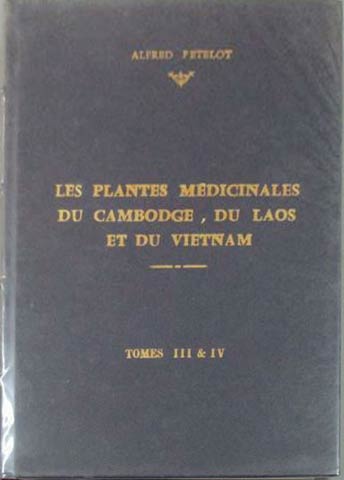 ALFRED PETELOT
LES PLANTES MÉDICINALES
DU CAMBODGE, DU LAOS
ET DU VIETNAM
TOMES III & IV